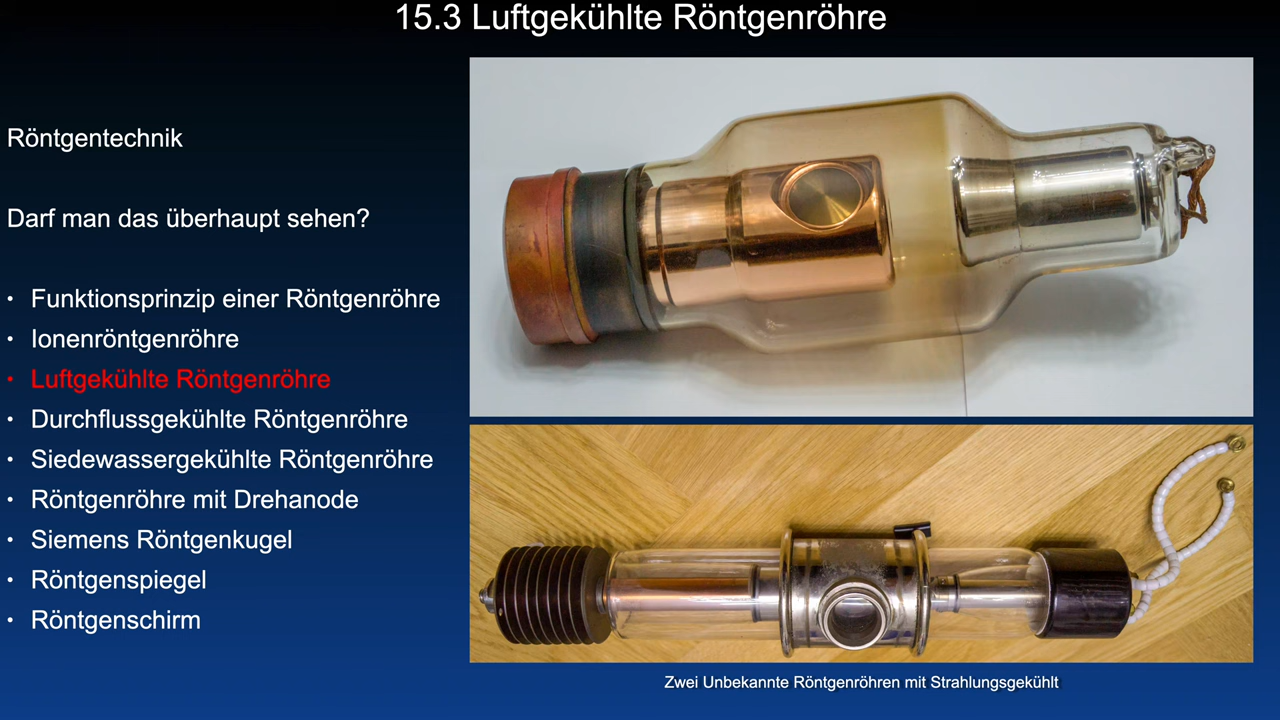 15.3 Luftgekühlte Röntgenröhre
Röntgentechnik
Darf man das überhaupt sehen?
• Funktionsprinzip einer Röntgenröhre
• Ionenröntgenröhre
• Luftgekühlte Röntgenröhre
• Durchflussgekühlte Röntgenröhre
• Siedewassergekühlte Röntgenröhre
• Röntgenröhre mit Drehanode
• Siemens Röntgenkugel
• Röntgenspiegel
• Röntgenschirm
Zwei Unbekannte Röntgenröhren mit Strahlungsgekühlt